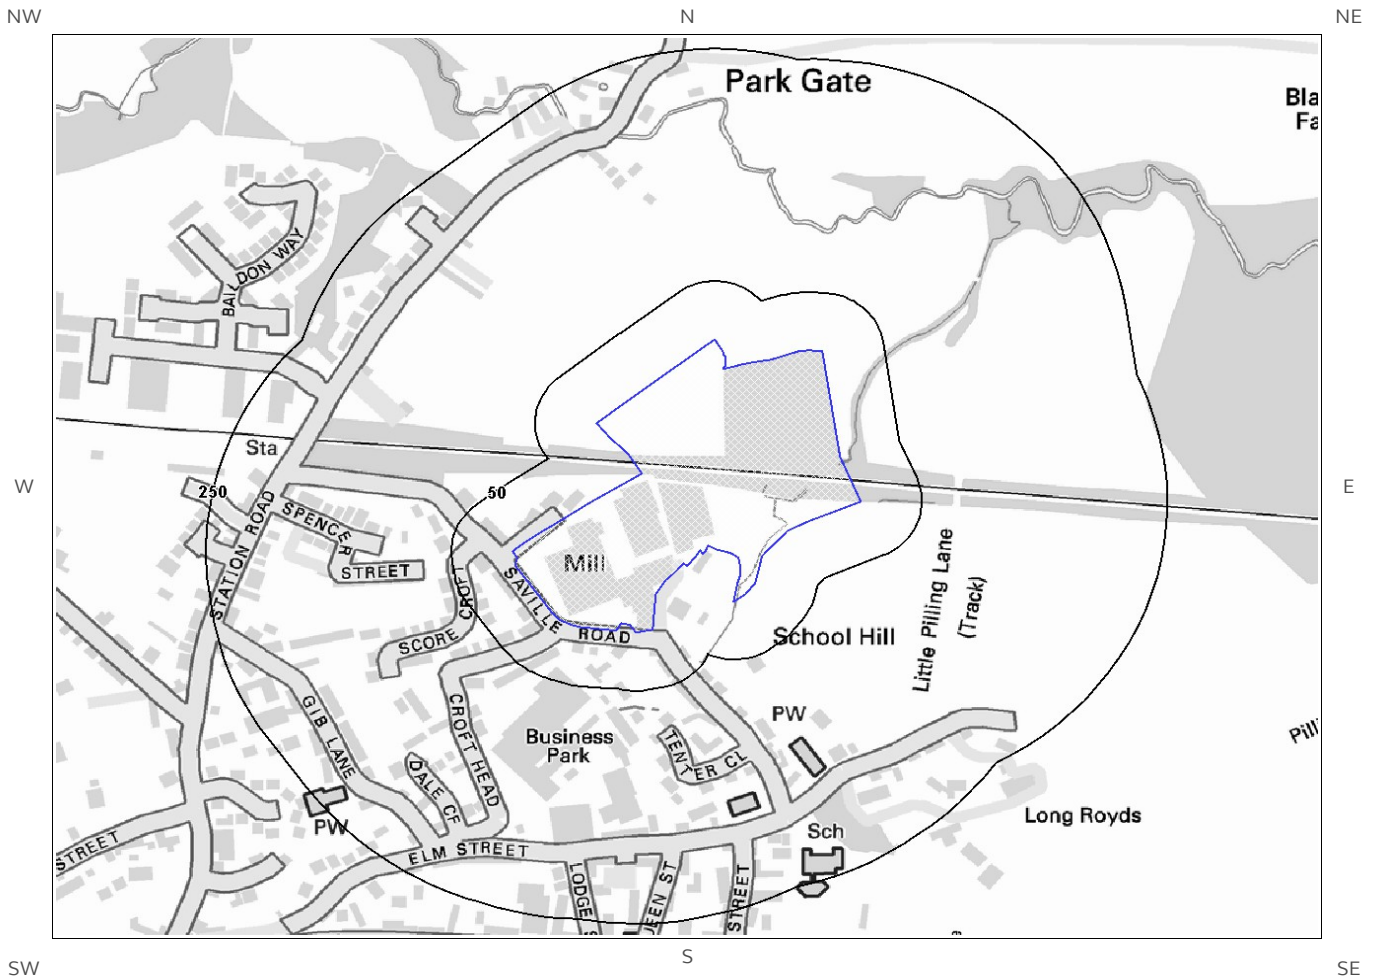 NW
N
NE
Park Gate
Bla
Fa
BAILDON WAY
Sta
W
250
50
E
STATION ROAD
SPENCER
STREET
Mill
CROFT
SAVILLE
ROAD
SCORE
School Hill
Little Pilling Lane
(Track)
GIB LANE
CROFT HEAD
Business
Park
PW
TENTER CL
Pilli
DALE CF
PW
Long Royds
Sch
STREET
ELM STREET
LODGE S
UEEN ST
STREET
SW
S
SE